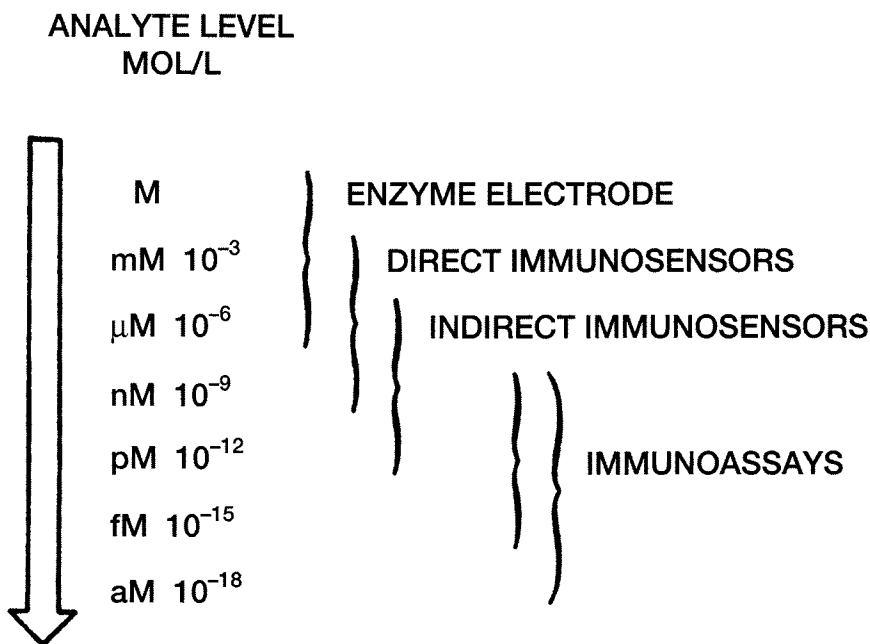 ANALYTE LEVEL
MOL/L
M ENZYME ELECTRODE
mM 10⁻³ DIRECT IMMUNOSENSORS
μM 10⁻⁶ INDIRECT IMMUNOSENSORS
nM 10⁻⁹
pM 10⁻¹² IMMUNOASSAYS
fM 10⁻¹⁵
aM 10⁻¹⁸